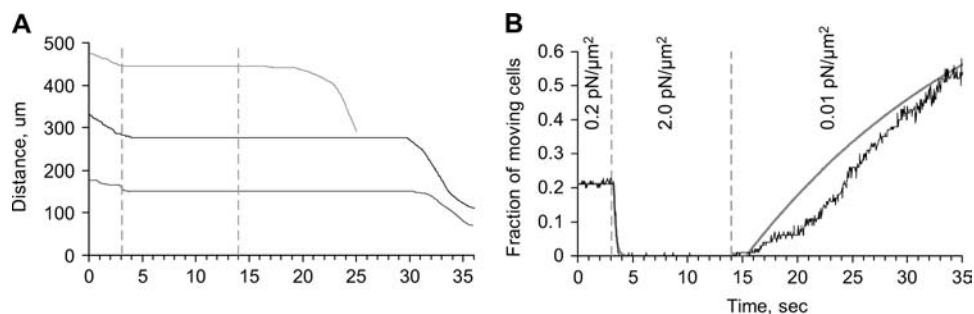 A
Distance, um
500
400
300
200
100
0
0 5 10 15 20 25 30 35
B
Fraction of moving cells
0.6
0.5
0.4
0.3
0.2
0.1
0
0.2 pN/µm²
2.0 pN/µm²
0.01 pN/µm²
0 5 10 15 20 25 30 35
Time, sec